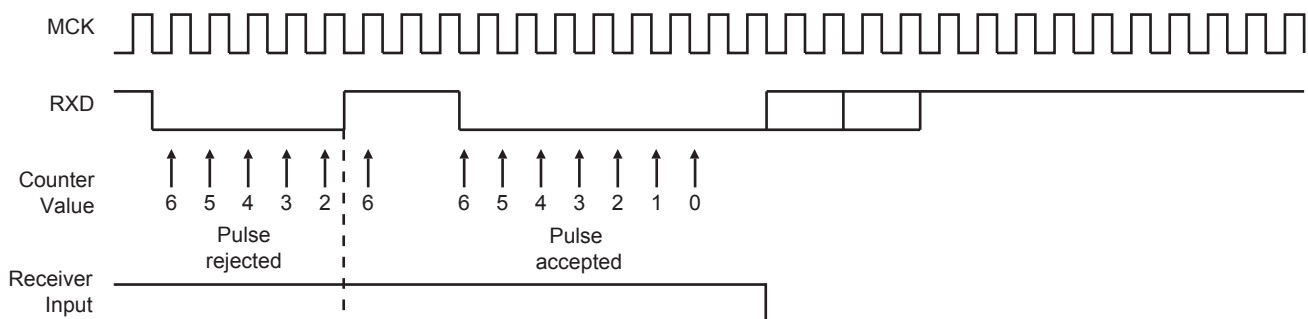 MCK
RXD
Counter
Value
6 5 4 3 2 6 6 5 4 3 2 1 0
Pulse
rejected
Pulse
accepted
Receiver
Input